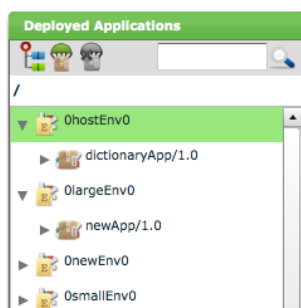 Deployed Applications
/
0hostEnv0
dictionaryApp/1.0
0largeEnv0
newApp/1.0
0newEnv0
0smallEnv0